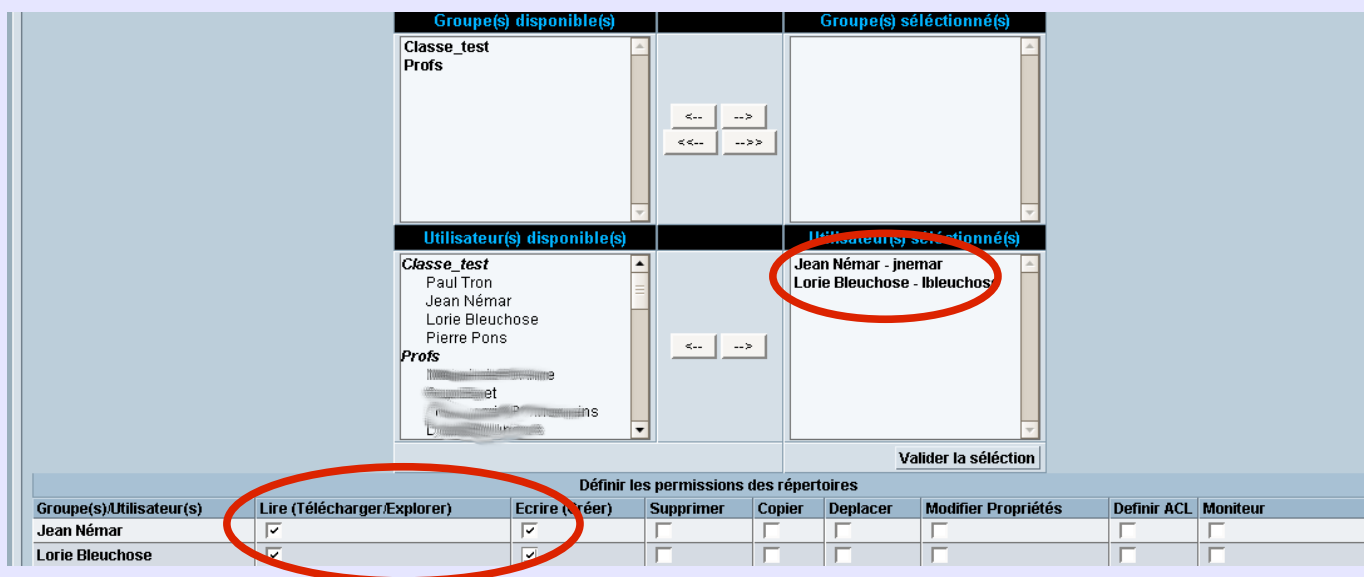 Groupe(s) disponible(s) Groupe(s) séléctionné(s)
Classe_test
Profs
<-- -->
<<-- -->>
Utilisateur(s) disponible(s) Utilisateur(s) séléctionné(s)
Classe_test
Paul Tron
Jean Némar
Lorie Bleuchose
Pierre Pons
Profs
<-- -->
Jean Némar - jnemar
Lorie Bleuchose - lbleuchose
Valider la séléction
Définir les permissions des répertoires
Groupe(s)/Utilisateur(s) Lire (Télécharger/Explorer) Ecrire (Créer) Supprimer Copier Deplacer Modifier Propriétés Definir ACL Moniteur
Jean Némar
Lorie Bleuchose